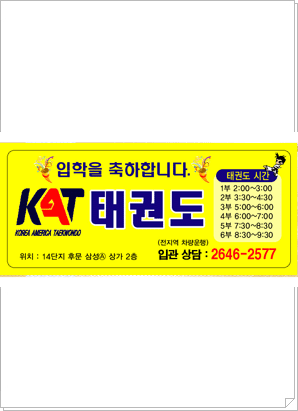 입학을 축하합니다.
KAT 태권도
KOREA AMERICA TAEKWONDO
태권도 시간
1부 2:00~3:00
2부 3:30~4:30
3부 5:00~6:00
4부 6:00~7:00
5부 7:30~8:30
6부 8:30~9:30
(전지역 차량운행)
위치 : 14단지 후문 삼성Ⓐ 상가 2층
입관 상담 : 2646-2577